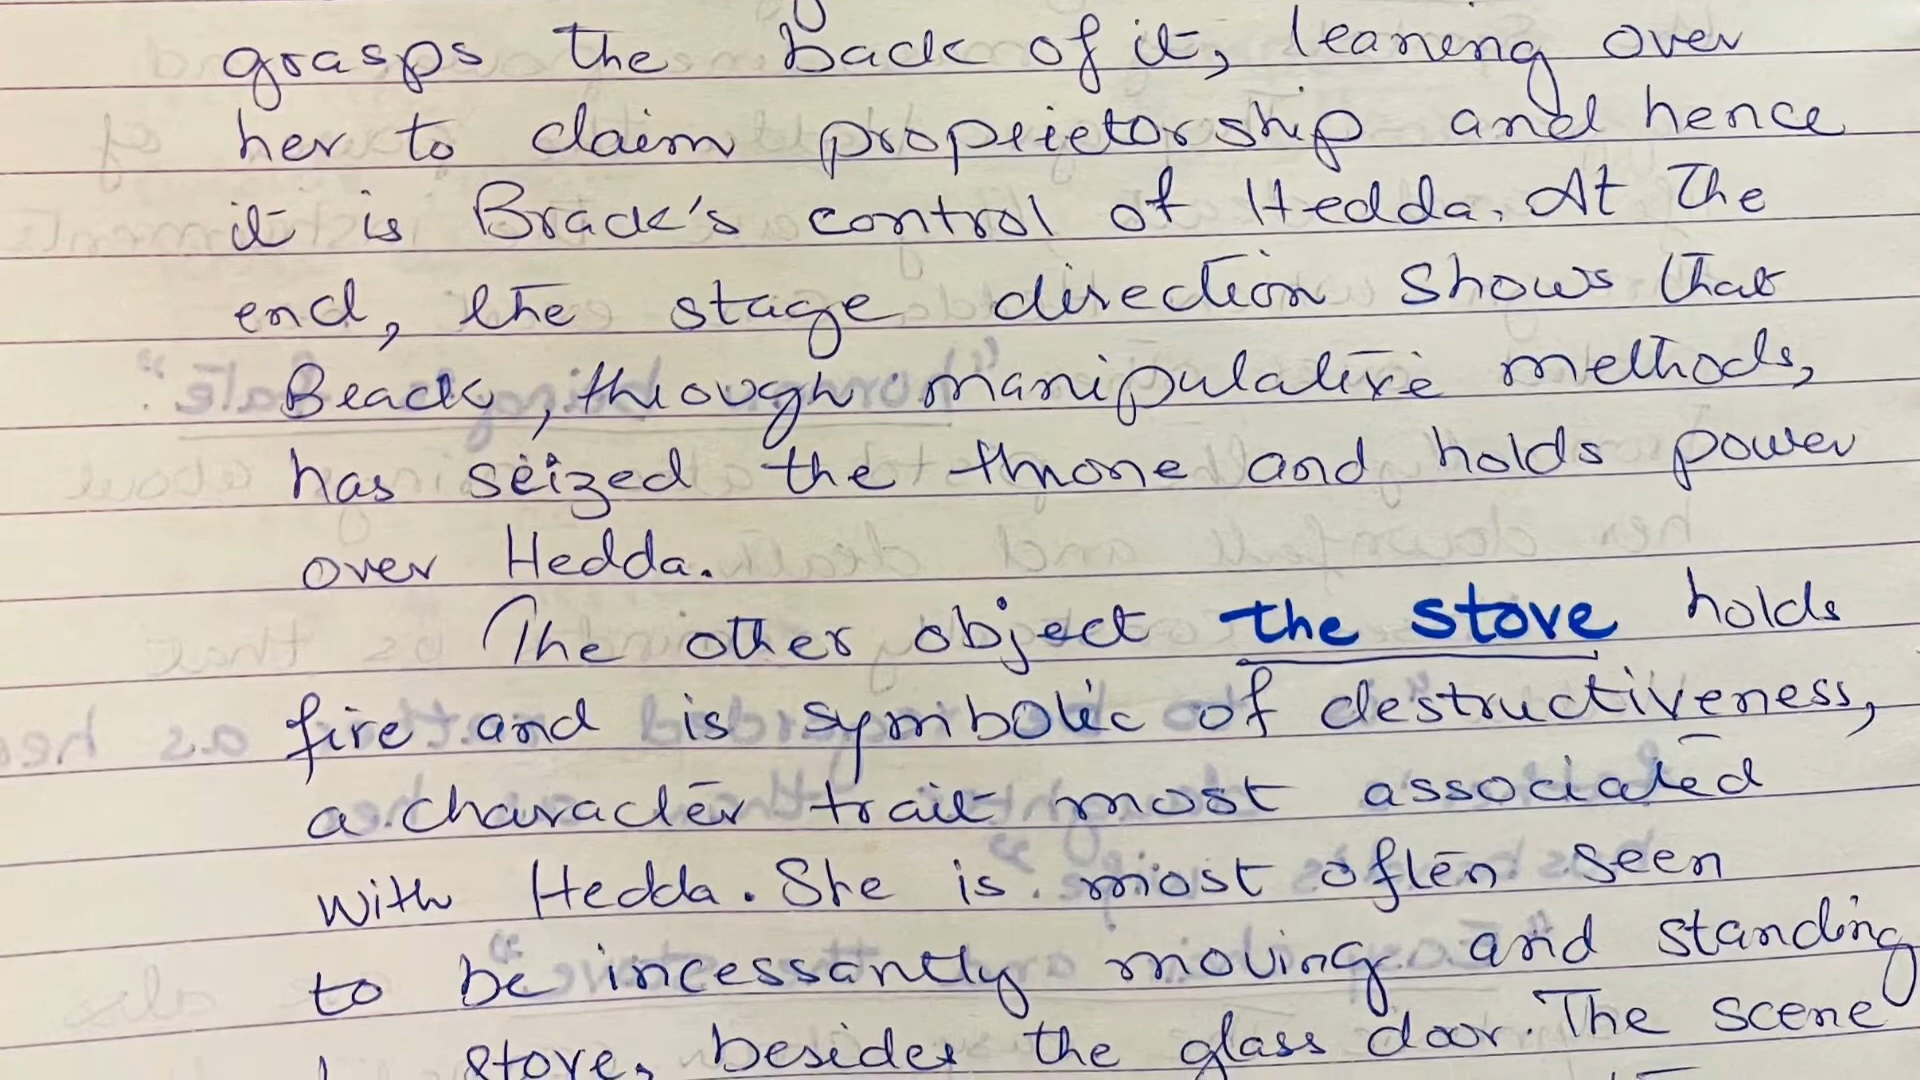 grasps the back of it, leaning over
her to claim proprietorship and hence
it is Brack's control of Hedda. At the
end, the stage direction shows that
Brack, through manipulative methods,
has seized the throne and holds power
over Hedda.
The other object the stove holds
fire and is symbolic of destructiveness,
a character trait most associated
with Hedda. She is most often seen
to be incessantly moving and standing
stove, besides the glass door. The scene